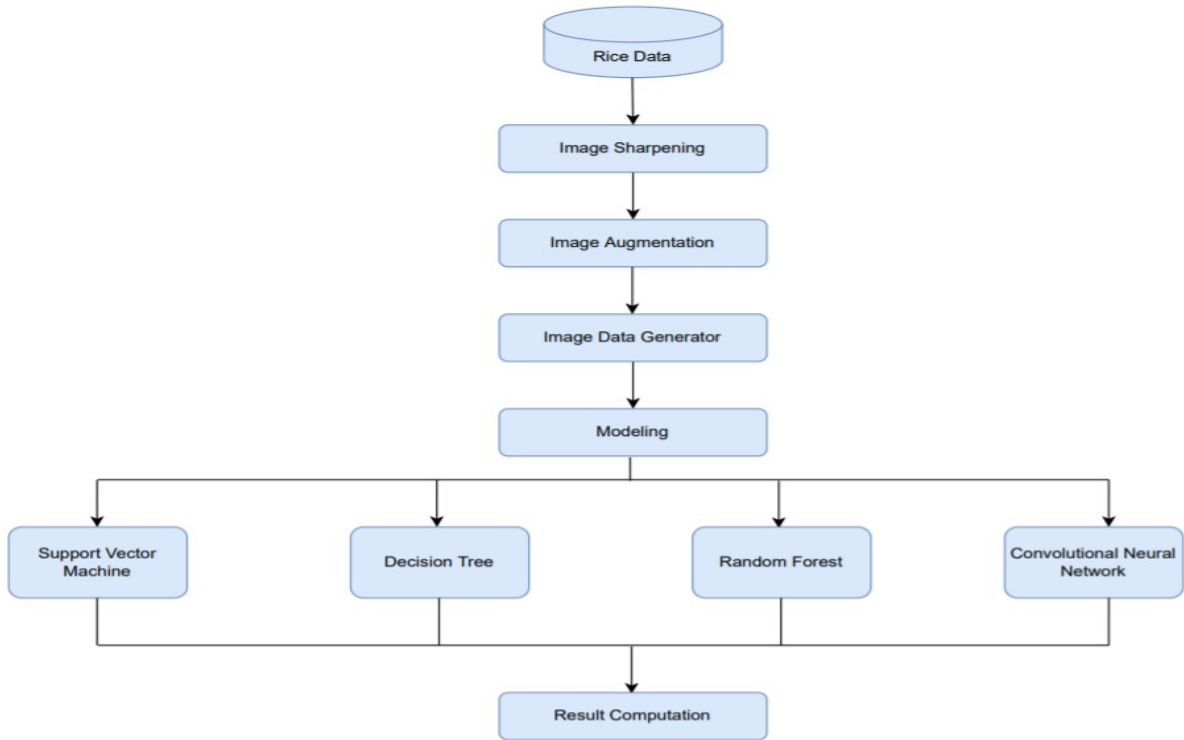 Rice Data
Image Sharpening
Image Augmentation
Image Data Generator
Modeling
Support Vector
Machine
Decision Tree
Random Forest
Convolutional Neural
Network
Result Computation